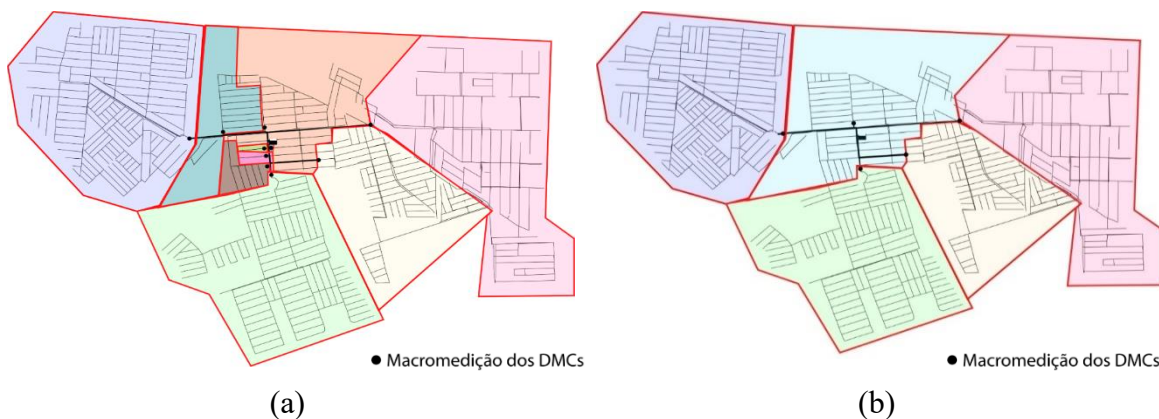 ● Macromedição dos DMCs
● Macromedição dos DMCs
(a)
(b)